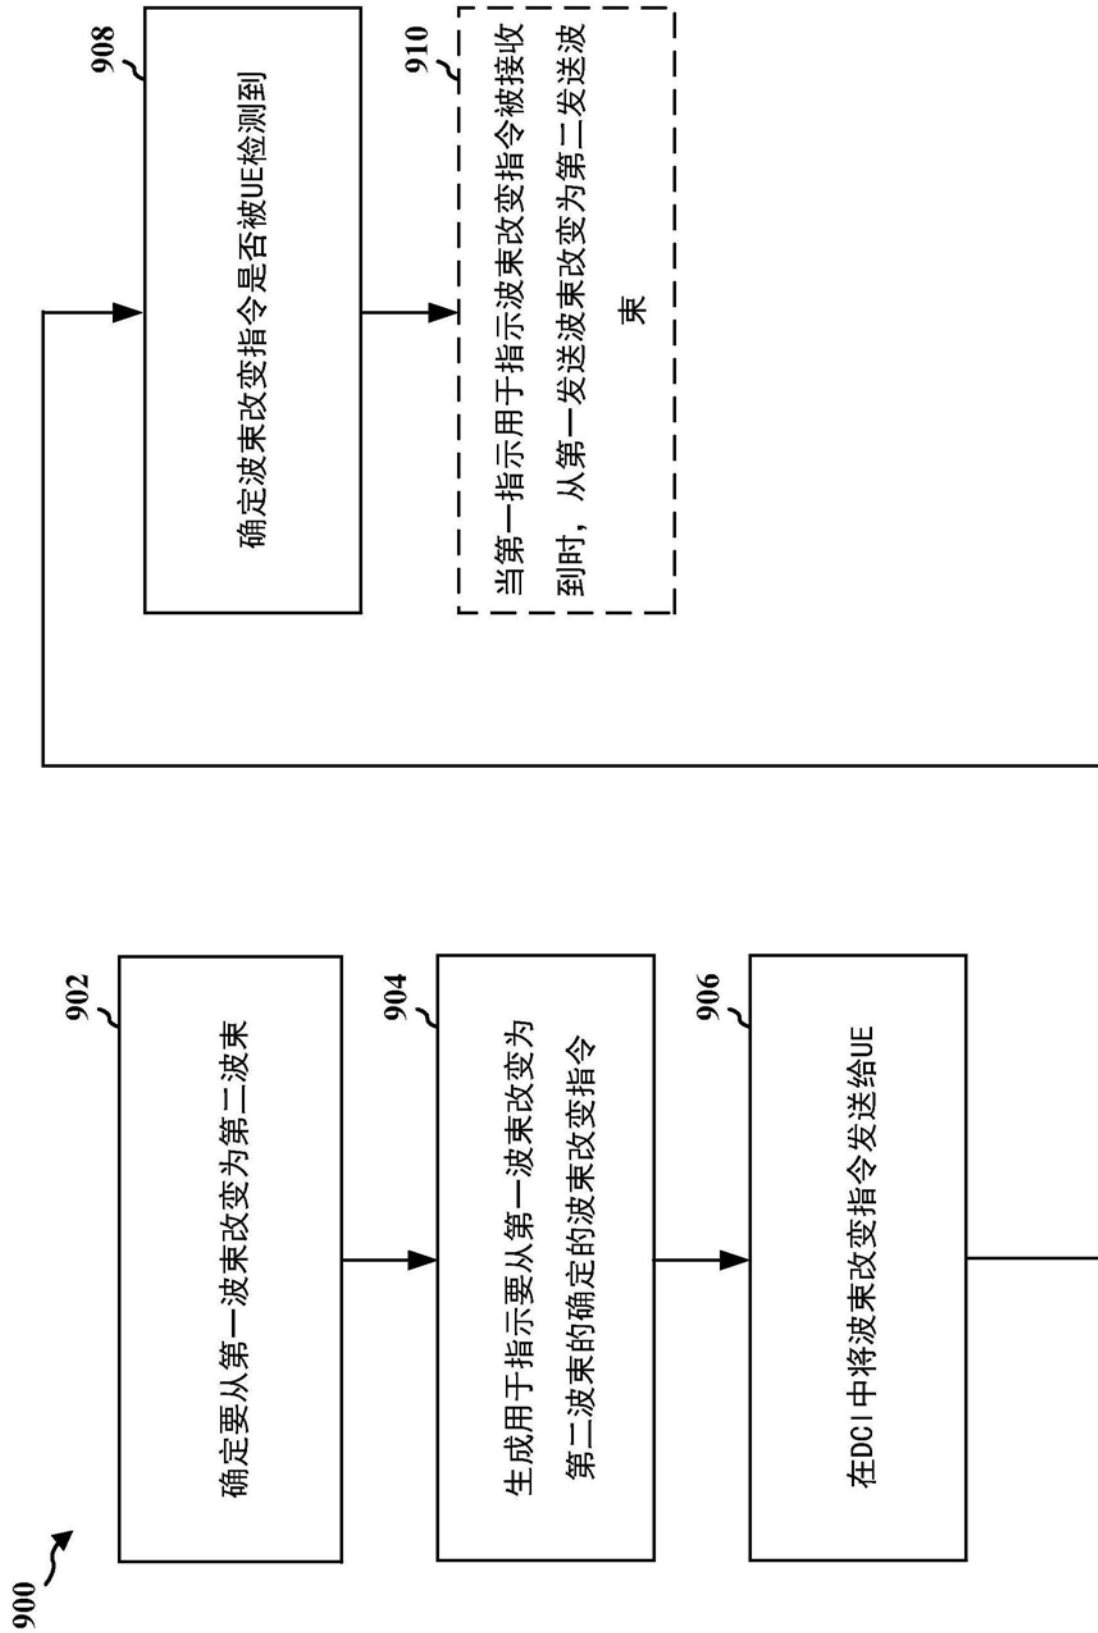 900
902
确定要从第一波束改变为第二波束
904
生成用于指示要从第一波束改变为
第二波束的确定的波束改变指令
906
在DCI中将波束改变指令发送给UE
908
确定波束改变指令是否被UE检测到
910
当第一指示用于指示波束改变指令被接收
到时，从第一发送波束改变为第二发送波
束